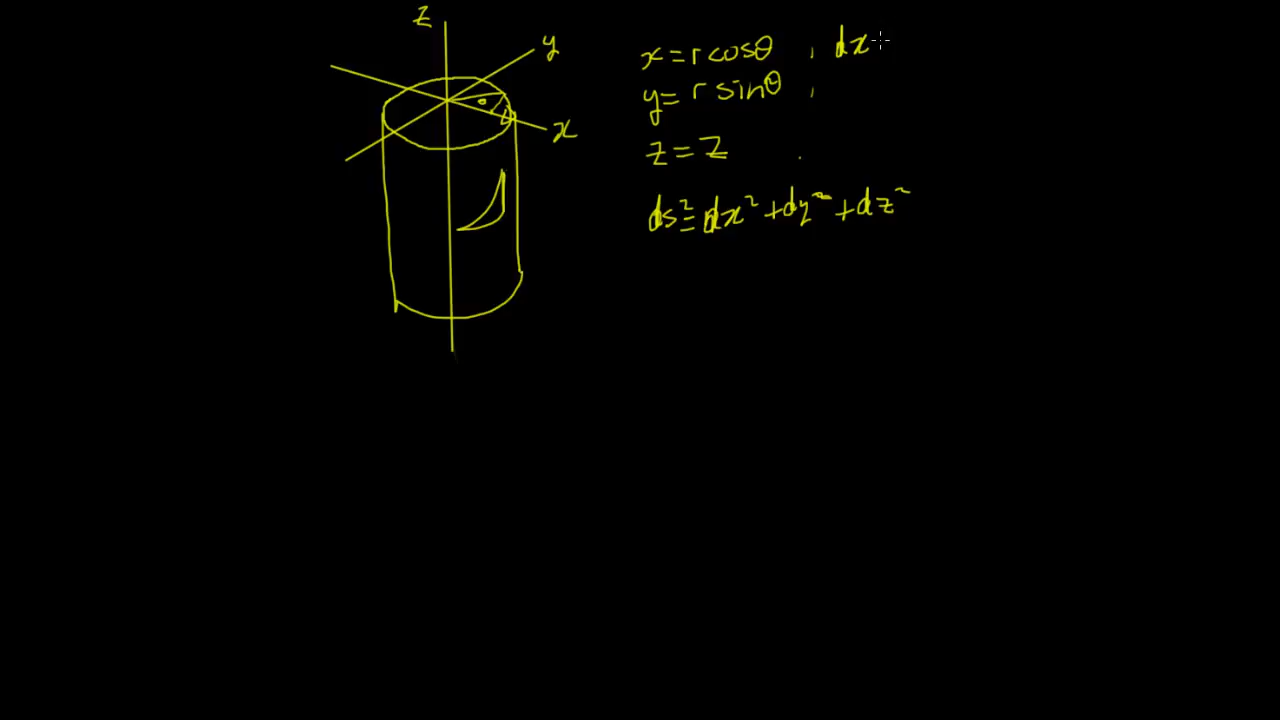 z
y
x
x = r cosθ , dx
y = r sinθ ,
z = z .
ds² = dx² + dy² + dz²